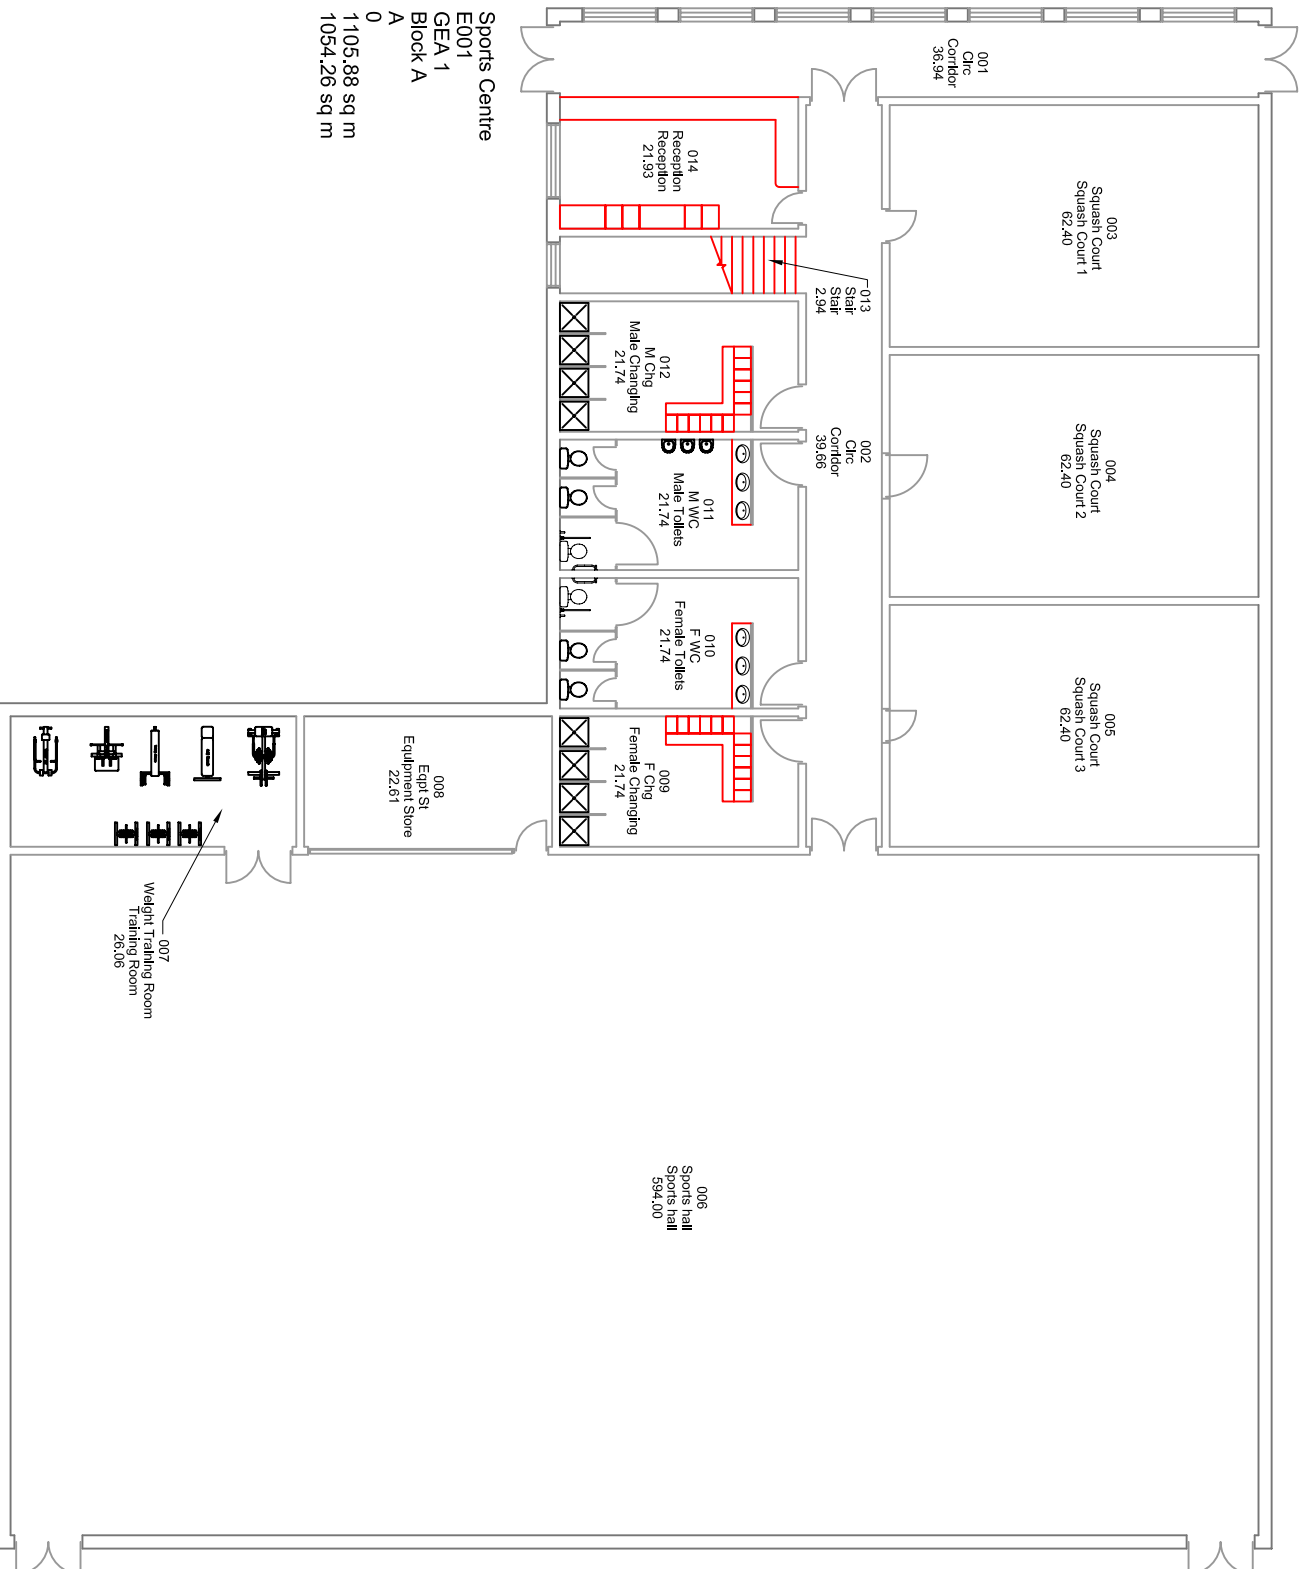 Sports Centre
E001
GEA 1
Block A
A
0
1105.88 sq m
1054.26 sq m
001
Circ
Corridor
36.94
014
Reception
Reception
21.93
003
Squash Court
Squash Court 1
62.40
013
Stair
Stair
2.94
012
M Chg
Male Changing
21.74
002
Circ
Corridor
39.66
004
Squash Court
Squash Court 2
62.40
011
M WC
Male Toilets
21.74
010
F WC
Female Toilets
21.74
005
Squash Court
Squash Court 3
62.40
009
F Chg
Female Changing
21.74
008
Eqpt St
Equipment Store
22.61
007
Weight Training Room
Training Room
26.06
006
Sports hall
Sports hall
594.00